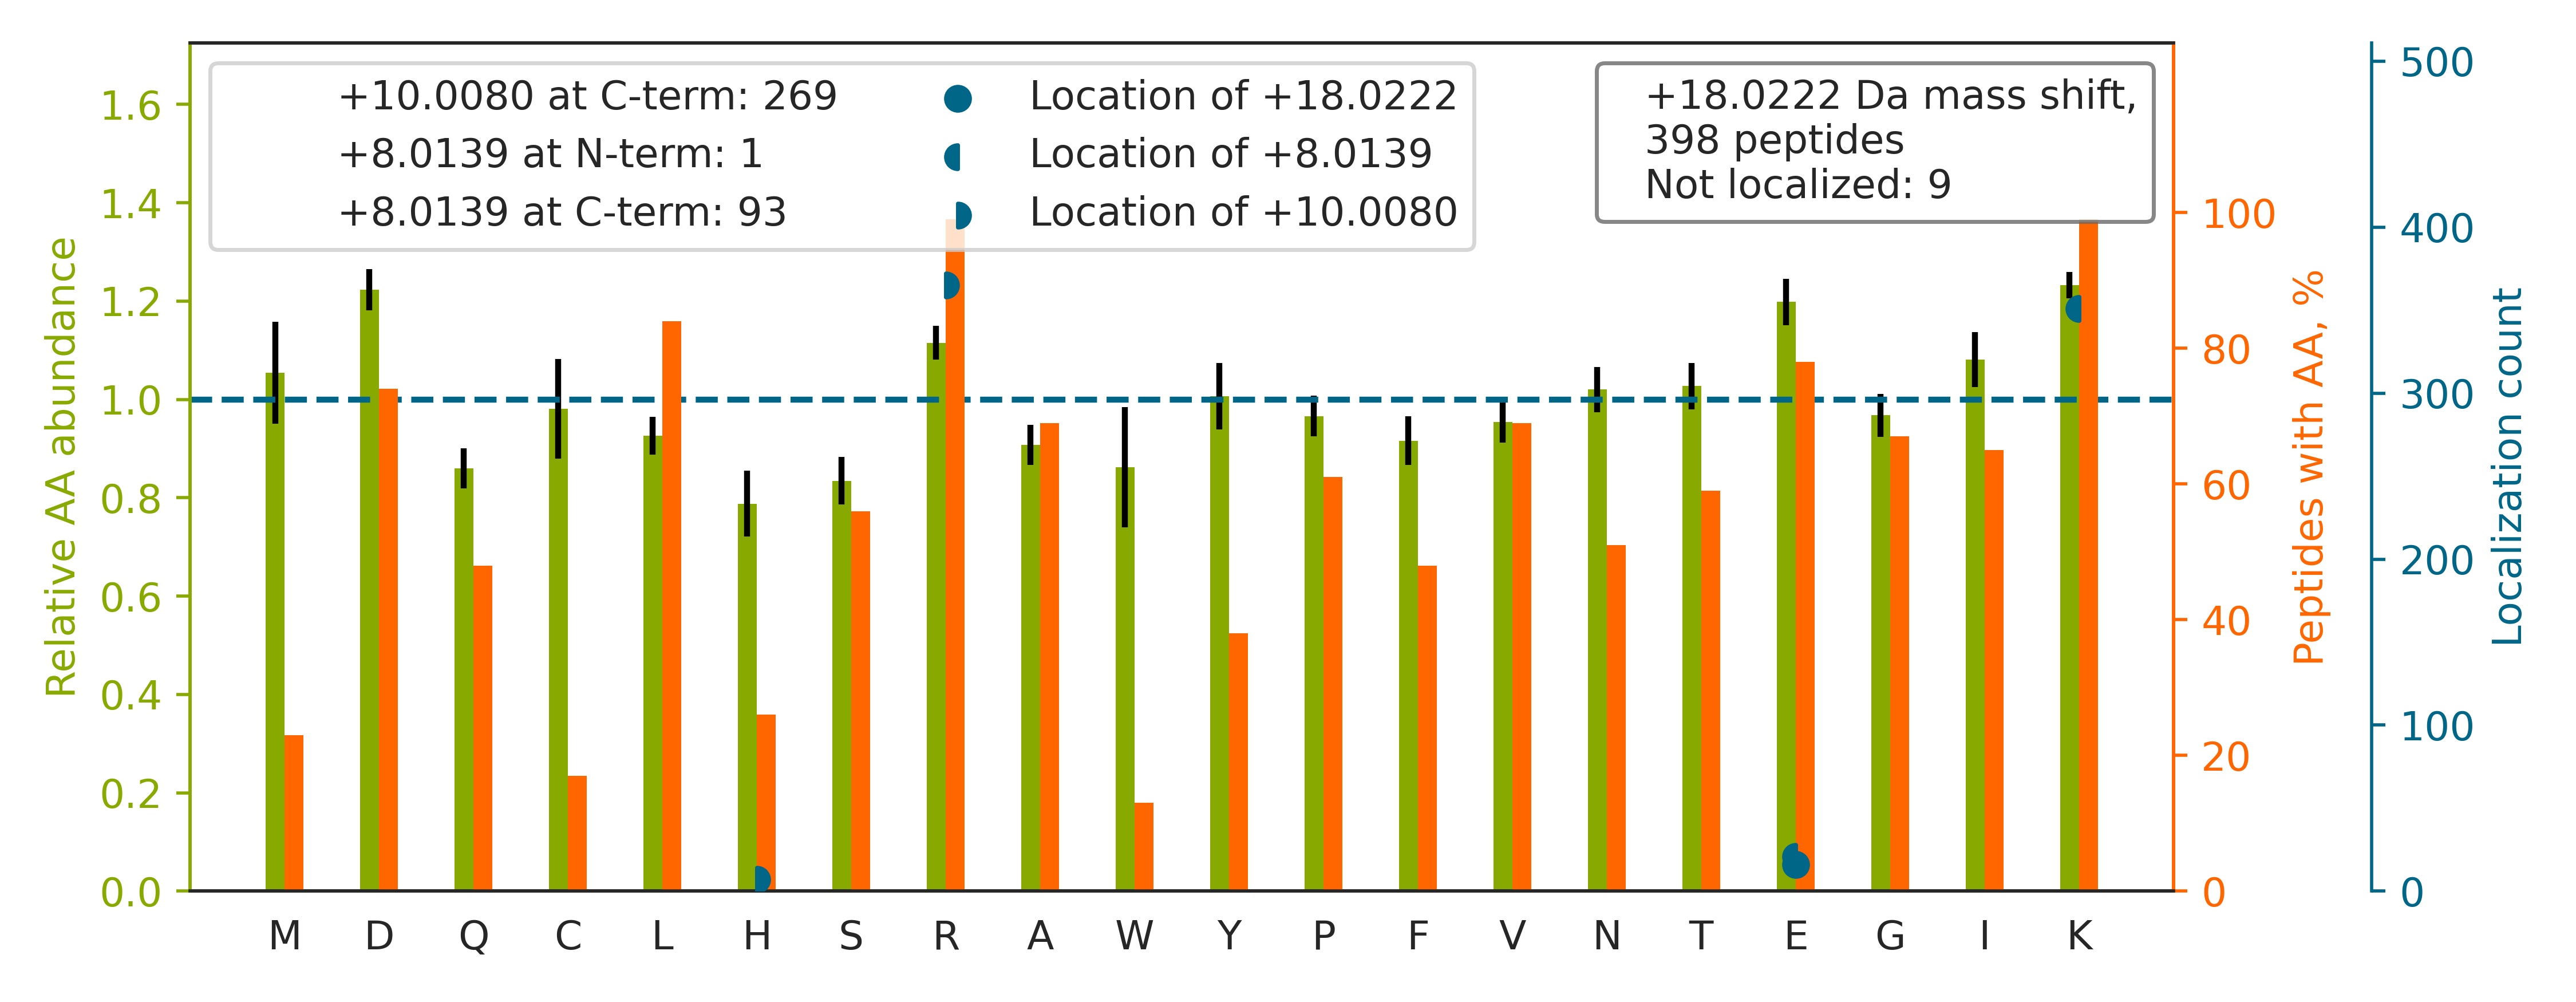 +10.0080 at C-term: 269
+8.0139 at N-term: 1
+8.0139 at C-term: 93
Location of +18.0222
Location of +8.0139
Location of +10.0080
+18.0222 Da mass shift,
398 peptides
Not localized: 9
Relative AA abundance
1.6
1.4
1.2
1.0
0.8
0.6
0.4
0.2
0.0
M D Q C L H S R A W Y P F V N T E G I K
100
80
60
40
20
0
Peptides with AA, %
500
400
300
200
100
0
Localization count